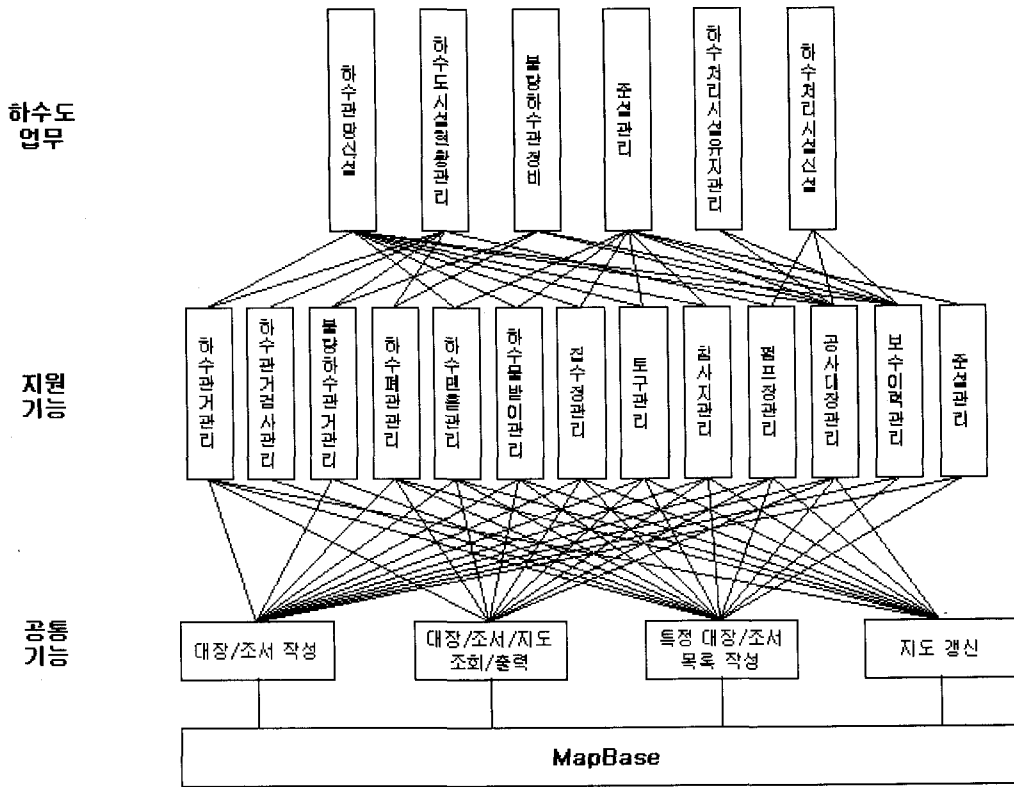 하수도
업무
하수관망신설
하수도시설현황관리
불량하수관정비
준설관리
하수처리시설유지관리
하수처리시설신설
지원
기능
하수관거관리
하수관거검사관리
불량하수관거관리
하수폐관관리
하수맨홀관리
하수물받이관리
집수정관리
토구관리
침사지관리
펌프장관리
공사대장관리
보수이력관리
준설관리
공통
기능
대장/조서 작성
대장/조서/지도
조회/출력
특정 대장/조서
목록 작성
지도 갱신
MapBase